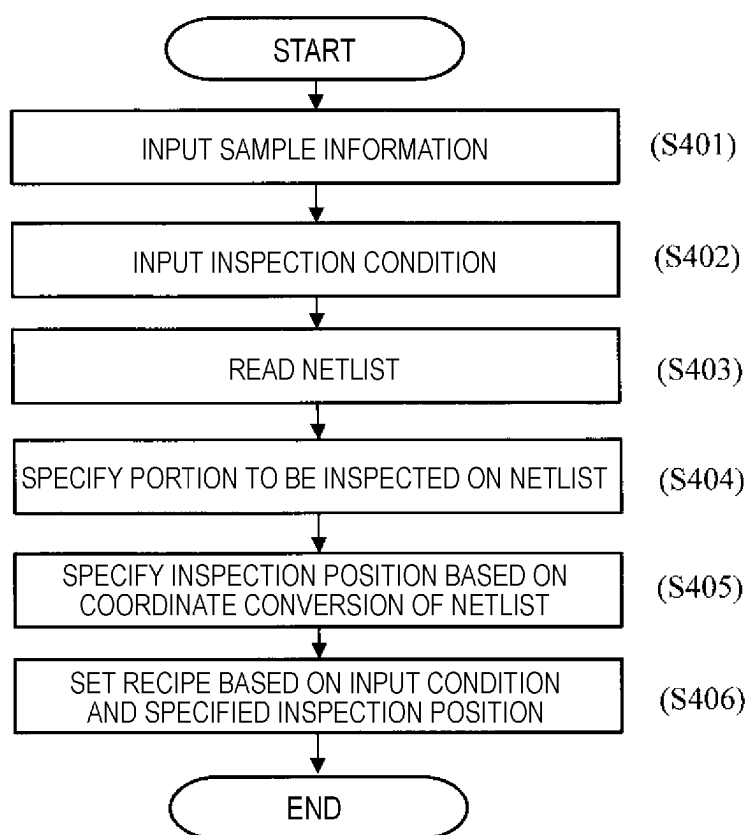 START
INPUT SAMPLE INFORMATION
(S401)
INPUT INSPECTION CONDITION
(S402)
READ NETLIST
(S403)
SPECIFY PORTION TO BE INSPECTED ON NETLIST
(S404)
SPECIFY INSPECTION POSITION BASED ON
COORDINATE CONVERSION OF NETLIST
(S405)
SET RECIPE BASED ON INPUT CONDITION
AND SPECIFIED INSPECTION POSITION
(S406)
END